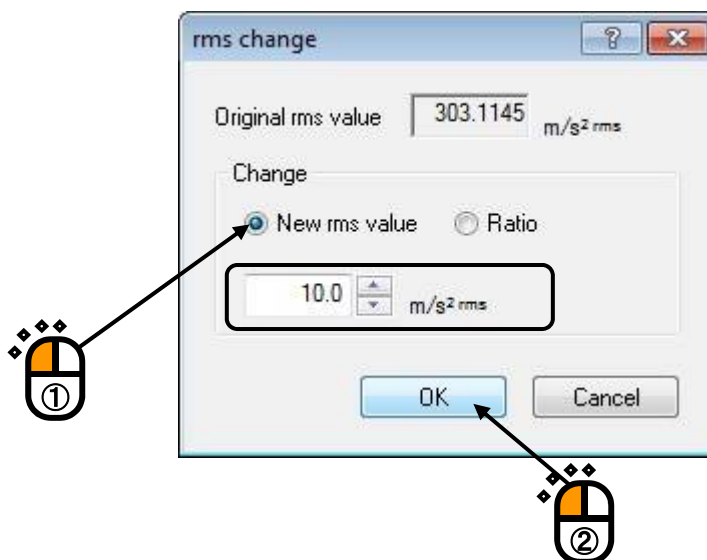 rms change
Original rms value 303.1145 m/s² rms
Change
New rms value Ratio
10.0 m/s² rms
OK Cancel
①
②